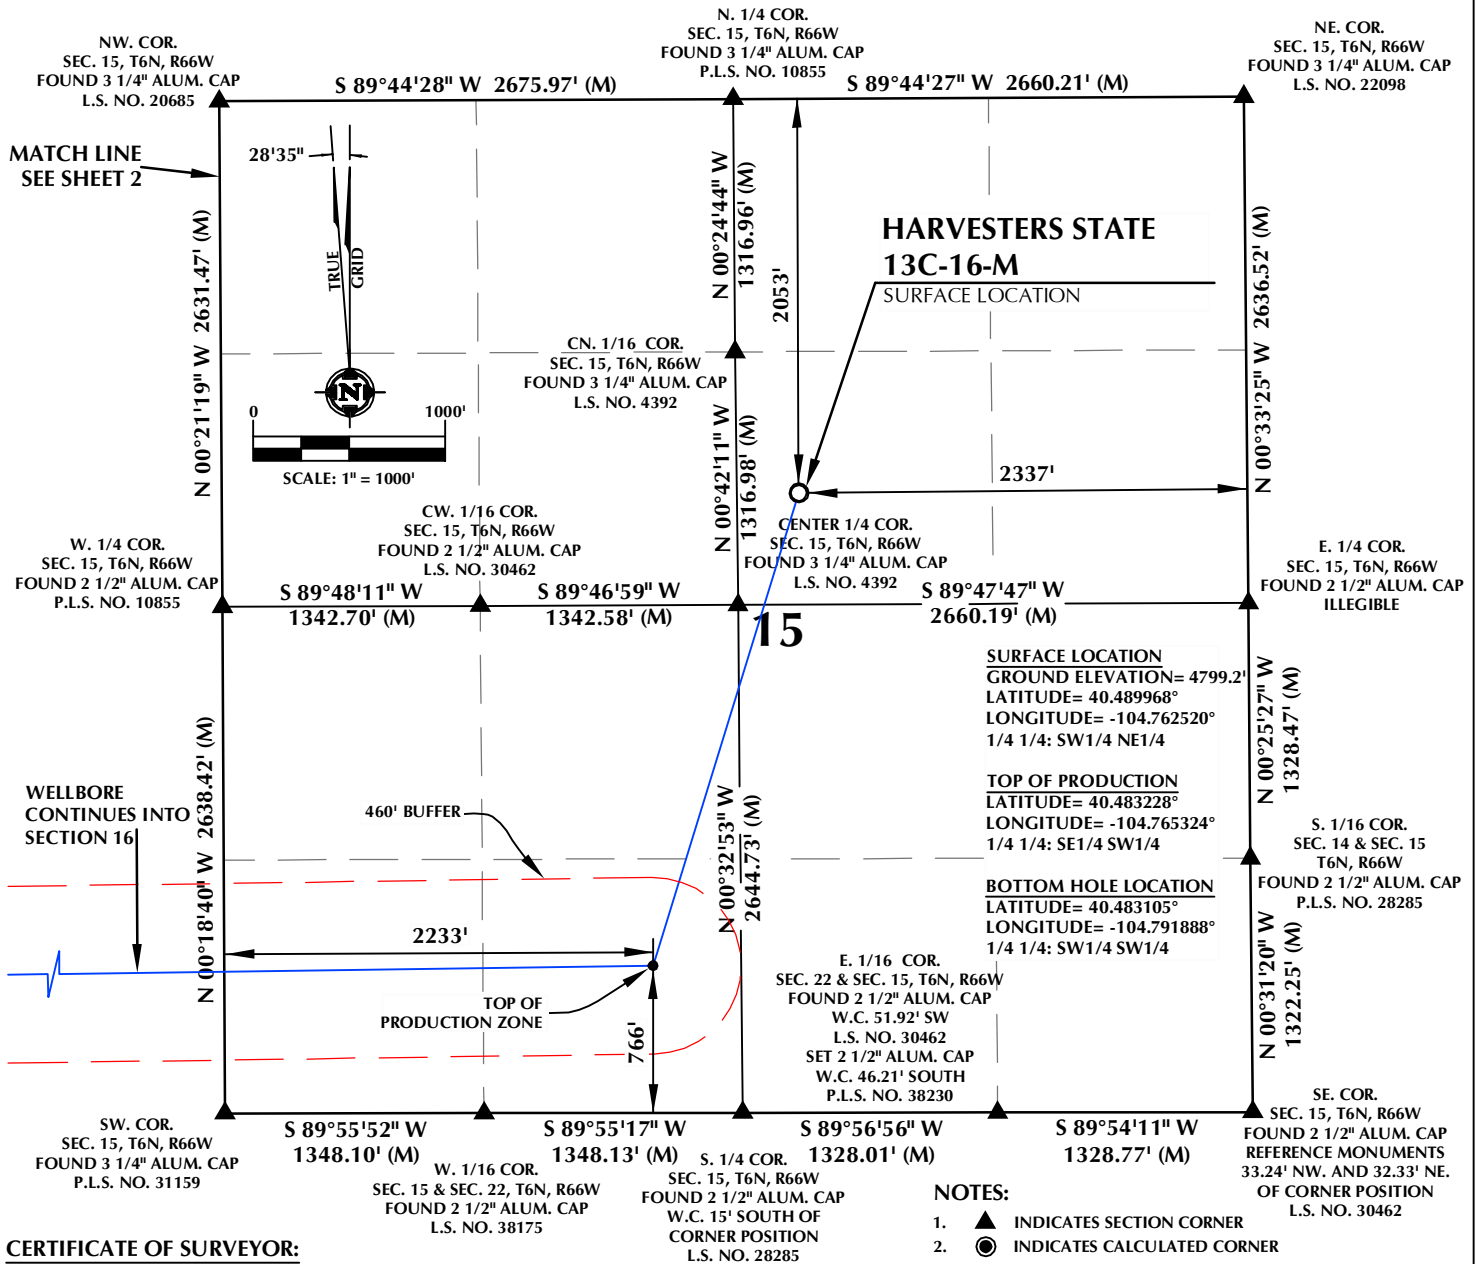 N. 1/4 COR.
SEC. 15, T6N, R66W
FOUND 3 1/4" ALUM. CAP
P.L.S. NO. 10855
NW. COR.
SEC. 15, T6N, R66W
FOUND 3 1/4" ALUM. CAP
L.S. NO. 20685
NE. COR.
SEC. 15, T6N, R66W
FOUND 3 1/4" ALUM. CAP
L.S. NO. 22098
S 89°44'28" W 2675.97' (M)
S 89°44'27" W 2660.21' (M)
MATCH LINE
SEE SHEET 2
28'35"
TRUE
GRID
N
0 1000'
SCALE: 1" = 1000'
N 00°21'19" W 2631.47' (M)
N 00°24'44" W
1316.96' (M)
2053'
HARVESTERS STATE
13C-16-M
SURFACE LOCATION
N 00°33'25" W 2636.52' (M)
CN. 1/16 COR.
SEC. 15, T6N, R66W
FOUND 3 1/4" ALUM. CAP
L.S. NO. 4392
N 00°42'11" W
1316.98' (M)
2337'
CW. 1/16 COR.
SEC. 15, T6N, R66W
FOUND 2 1/2" ALUM. CAP
L.S. NO. 30462
CENTER 1/4 COR.
SEC. 15, T6N, R66W
FOUND 3 1/4" ALUM. CAP
L.S. NO. 4392
W. 1/4 COR.
SEC. 15, T6N, R66W
FOUND 2 1/2" ALUM. CAP
P.L.S. NO. 10855
E. 1/4 COR.
SEC. 15, T6N, R66W
FOUND 2 1/2" ALUM. CAP
ILLEGIBLE
S 89°48'11" W
1342.70' (M)
S 89°46'59" W
1342.58' (M)
S 89°47'47" W
2660.19' (M)
15
SURFACE LOCATION
GROUND ELEVATION= 4799.2'
LATITUDE= 40.489968°
LONGITUDE= -104.762520°
1/4 1/4: SW1/4 NE1/4
TOP OF PRODUCTION
LATITUDE= 40.483228°
LONGITUDE= -104.765324°
1/4 1/4: SE1/4 SW1/4
BOTTOM HOLE LOCATION
LATITUDE= 40.483105°
LONGITUDE= -104.791888°
1/4 1/4: SW1/4 SW1/4
N 00°25'27" W
1328.47' (M)
N 00°18'40" W 2638.42' (M)
WELLBORE
CONTINUES INTO
SECTION 16
460' BUFFER
N 00°32'53" W
2644.73' (M)
S. 1/16 COR.
SEC. 14 & SEC. 15
T6N, R66W
FOUND 2 1/2" ALUM. CAP
P.L.S. NO. 28285
2233'
TOP OF
PRODUCTION ZONE
766'
E. 1/16 COR.
SEC. 22 & SEC. 15, T6N, R66W
FOUND 2 1/2" ALUM. CAP
W.C. 51.92' SW
L.S. NO. 30462
SET 2 1/2" ALUM. CAP
W.C. 46.21' SOUTH
P.L.S. NO. 38230
N 00°31'20" W
1322.25' (M)
SW. COR.
SEC. 15, T6N, R66W
FOUND 3 1/4" ALUM. CAP
P.L.S. NO. 31159
S 89°55'52" W
1348.10' (M)
S 89°55'17" W
1348.13' (M)
S 89°56'56" W
1328.01' (M)
S 89°54'11" W
1328.77' (M)
SE. COR.
SEC. 15, T6N, R66W
FOUND 2 1/2" ALUM. CAP
REFERENCE MONUMENTS
33.24' NW. AND 32.33' NE.
OF CORNER POSITION
L.S. NO. 30462
W. 1/16 COR.
SEC. 15 & SEC. 22, T6N, R66W
FOUND 2 1/2" ALUM. CAP
L.S. NO. 38175
S. 1/4 COR.
SEC. 15, T6N, R66W
FOUND 2 1/2" ALUM. CAP
W.C. 15' SOUTH OF
CORNER POSITION
L.S. NO. 28285
NOTES:
1. INDICATES SECTION CORNER
2. INDICATES CALCULATED CORNER
CERTIFICATE OF SURVEYOR: